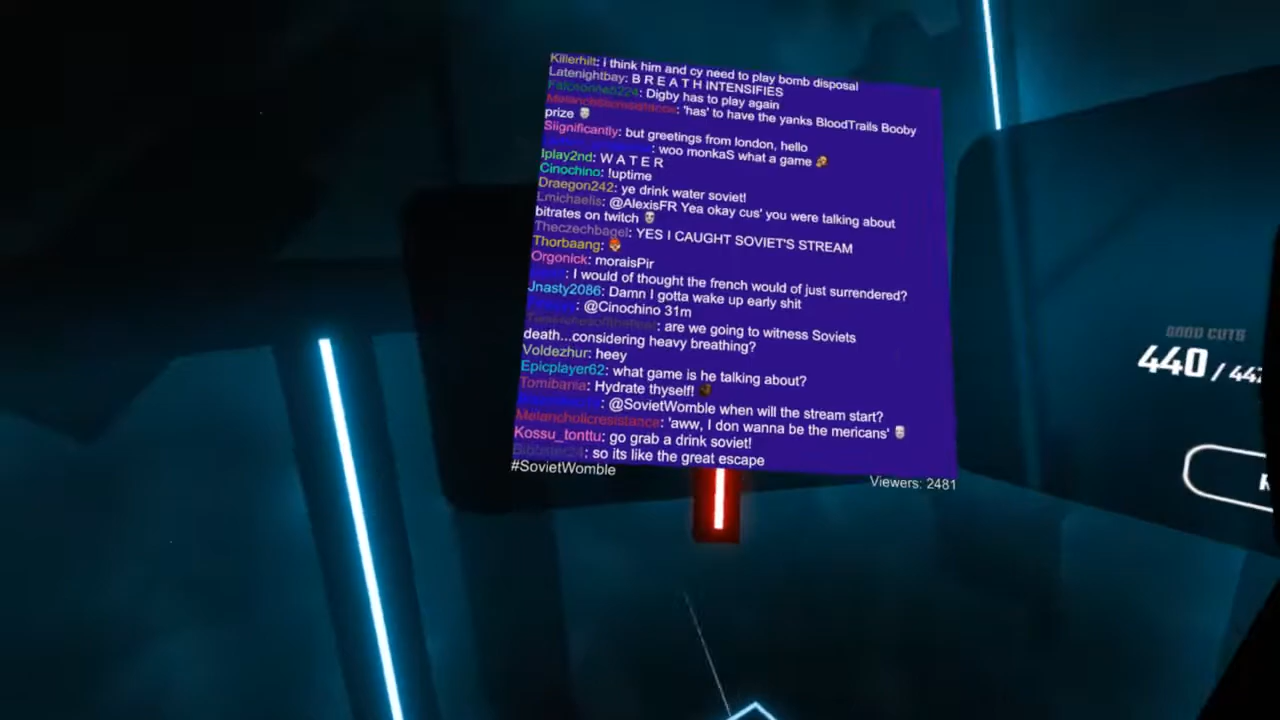 Killerhilt: i think him and cy need to play bomb disposal
Latenightbay: B R E A T H INTENSIFIES
: Digby has to play again
: 'has' to have the yanks BloodTrails Booby
prize
Siignificantly: but greetings from london, hello
: woo monkaS what a game
Iplay2nd: W A T E R
Cinochino: !uptime
Draegon242: ye drink water soviet!
Lmichaelis: @AlexisFR Yea okay cus' you were talking about
bitrates on twitch
Theczechbagel: YES I CAUGHT SOVIET'S STREAM
Thorbaang:
Orgonick: moraisPir
: I would of thought the french would of just surrendered?
Jnasty2086: Damn I gotta wake up early shit
: @Cinochino 31m
: are we going to witness Soviets
death...considering heavy breathing?
Voldezhur: heey
Epicplayer62: what game is he talking about?
Tomibania: Hydrate thyself!
: @SovietWomble when will the stream start?
Melancholicresistance: 'aww, I don wanna be the mericans'
Kossu_tonttu: go grab a drink soviet!
: so its like the great escape
#SovietWomble
Viewers: 2481
GOOD CUTS
440 / 44